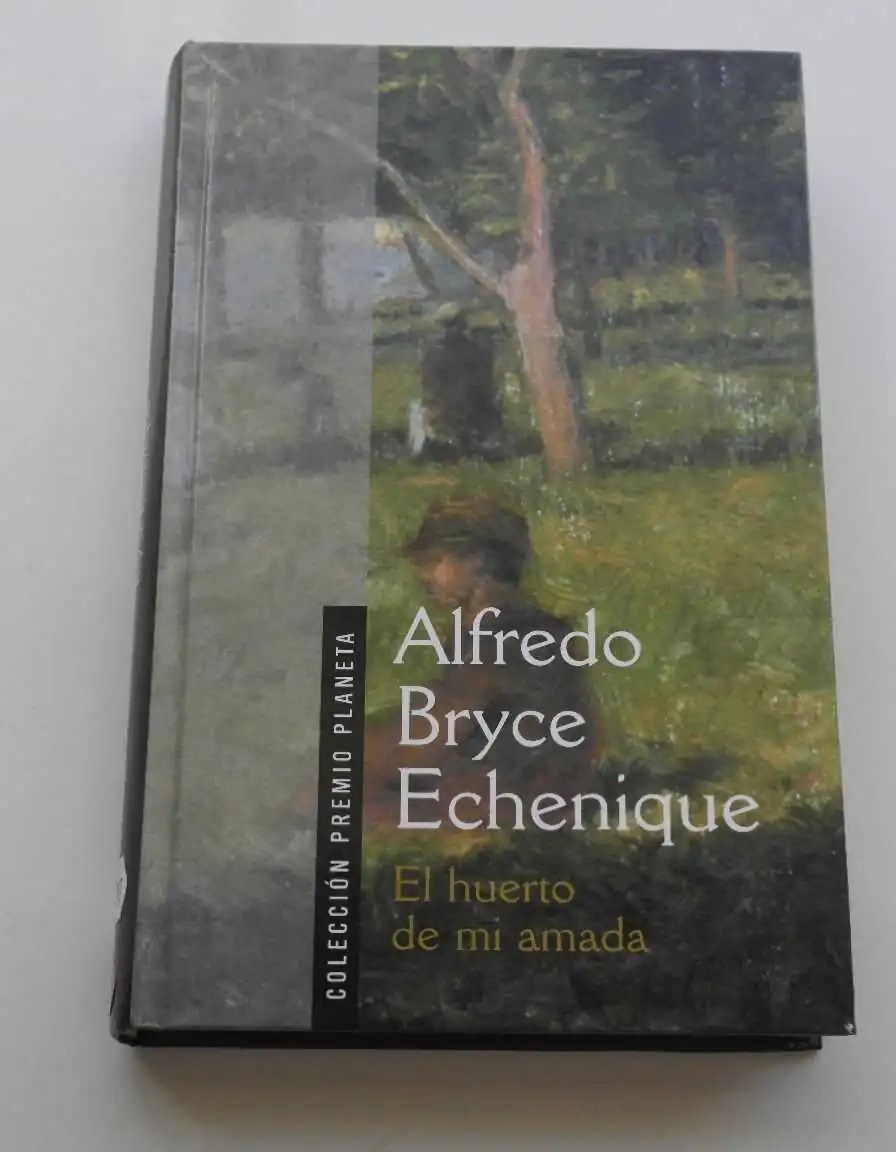 Alfredo
Bryce
Echenique
El huerto
de mi amada
COLECCIÓN PREMIO PLANETA